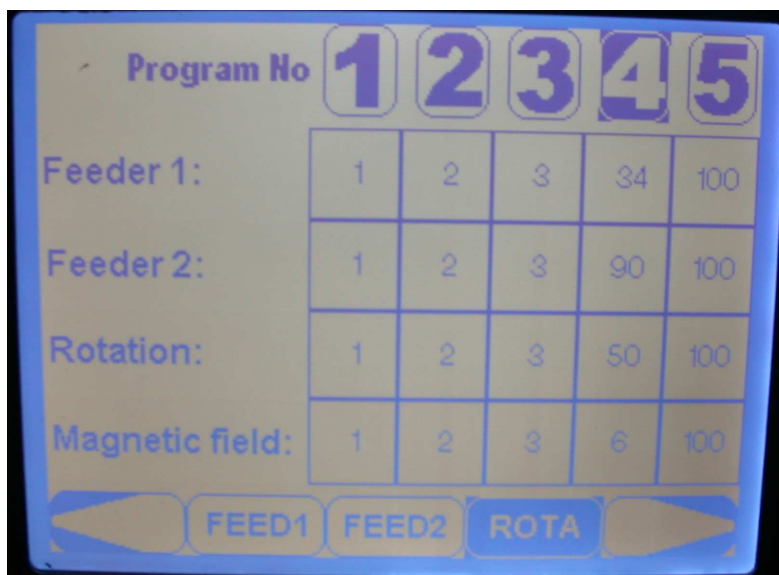 Program No 1 2 3 4 5
Feeder 1: 1 2 3 34 100
Feeder 2: 1 2 3 90 100
Rotation: 1 2 3 50 100
Magnetic field: 1 2 3 6 100
FEED1 FEED2 ROTA